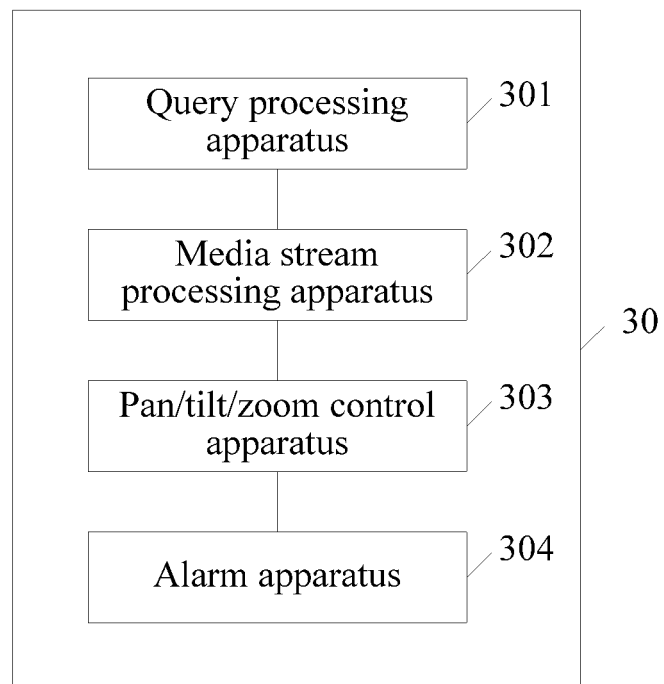 Query processing
apparatus
301
Media stream
processing apparatus
302
30
Pan/tilt/zoom control
apparatus
303
Alarm apparatus
304